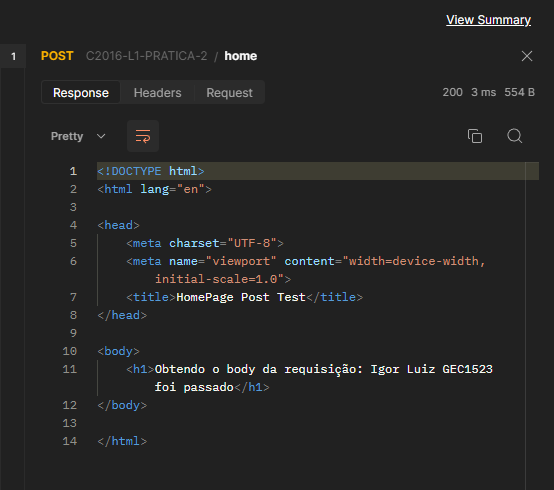 View Summary
1 POST C2016-L1-PRATICA-2 / home
Response Headers Request 200 3 ms 554 B
Pretty
1 <!DOCTYPE html>
2 <html lang="en">
3
4 <head>
5 <meta charset="UTF-8">
6 <meta name="viewport" content="width=device-width,
initial-scale=1.0">
7 <title>HomePage Post Test</title>
8 </head>
9
10 <body>
11 <h1>Obtendo o body da requisição: Igor Luiz GEC1523
foi passado</h1>
12 </body>
13
14 </html>